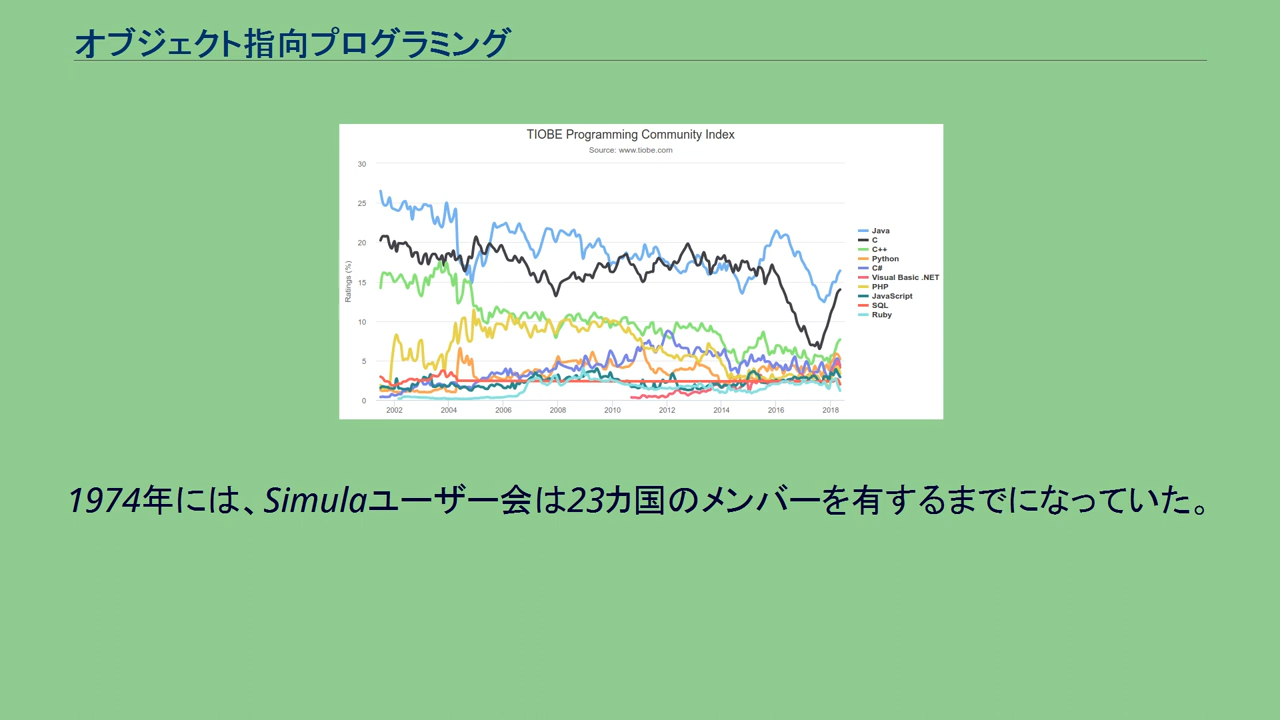 オブジェクト指向プログラミング
TIOBE Programming Community Index
Source: www.tiobe.com
Ratings (%)
30
25
20
15
10
5
0
2002 2004 2006 2008 2010 2012 2014 2016 2018
Java
C
C++
Python
C#
Visual Basic .NET
PHP
JavaScript
SQL
Ruby
1974年には、Simulaユーザー会は23カ国のメンバーを有するまでになっていた。